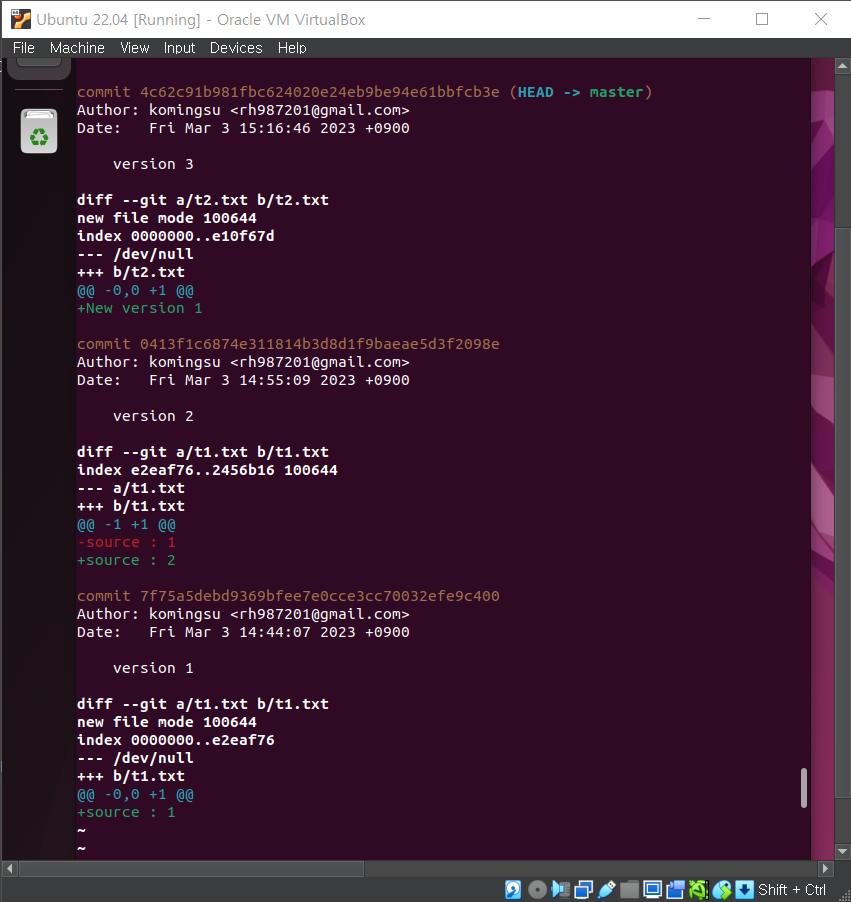 Ubuntu 22.04 [Running] - Oracle VM VirtualBox
File Machine View Input Devices Help
commit 4c62c91b981fbc624020e24eb9be94e61bbfcb3e (HEAD -> master)
Author: komingsu <rh987201@gmail.com>
Date:   Fri Mar 3 15:16:46 2023 +0900
    version 3
diff --git a/t2.txt b/t2.txt
new file mode 100644
index 0000000..e10f67d
--- /dev/null
+++ b/t2.txt
@@ -0,0 +1 @@
+New version 1
commit 0413f1c6874e311814b3d8d1f9baeae5d3f2098e
Author: komingsu <rh987201@gmail.com>
Date:   Fri Mar 3 14:55:09 2023 +0900
    version 2
diff --git a/t1.txt b/t1.txt
index e2eaf76..2456b16 100644
--- a/t1.txt
+++ b/t1.txt
@@ -1 +1 @@
-source : 1
+source : 2
commit 7f75a5debd9369bfee7e0cce3cc70032efe9c400
Author: komingsu <rh987201@gmail.com>
Date:   Fri Mar 3 14:44:07 2023 +0900
    version 1
diff --git a/t1.txt b/t1.txt
new file mode 100644
index 0000000..e2eaf76
--- /dev/null
+++ b/t1.txt
@@ -0,0 +1 @@
+source : 1
~
~
Shift + Ctrl